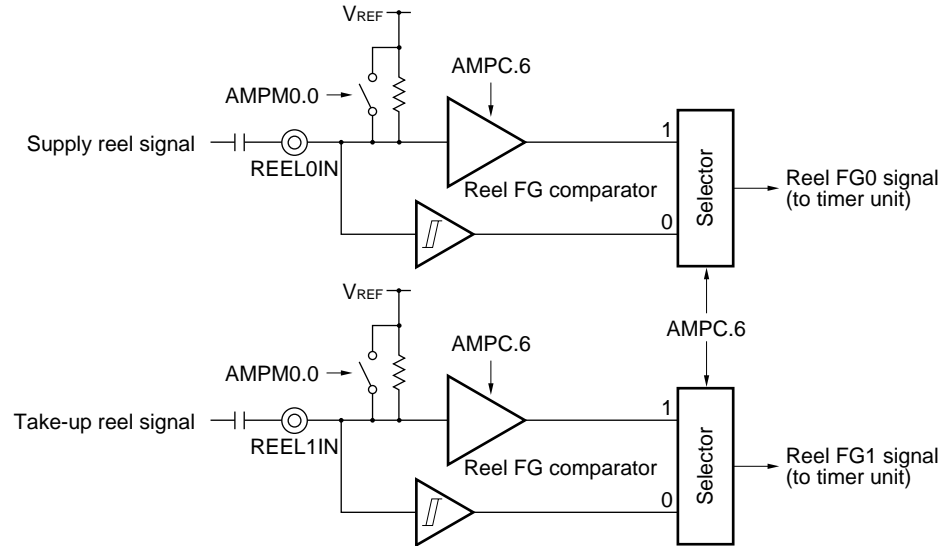 VREF
AMPC.6
AMPM0.0
Supply reel signal
REEL0IN
1
Reel FG comparator
0
Selector
Reel FG0 signal
(to timer unit)
AMPC.6
VREF
AMPC.6
AMPM0.0
Take-up reel signal
REEL1IN
1
Reel FG comparator
0
Selector
Reel FG1 signal
(to timer unit)